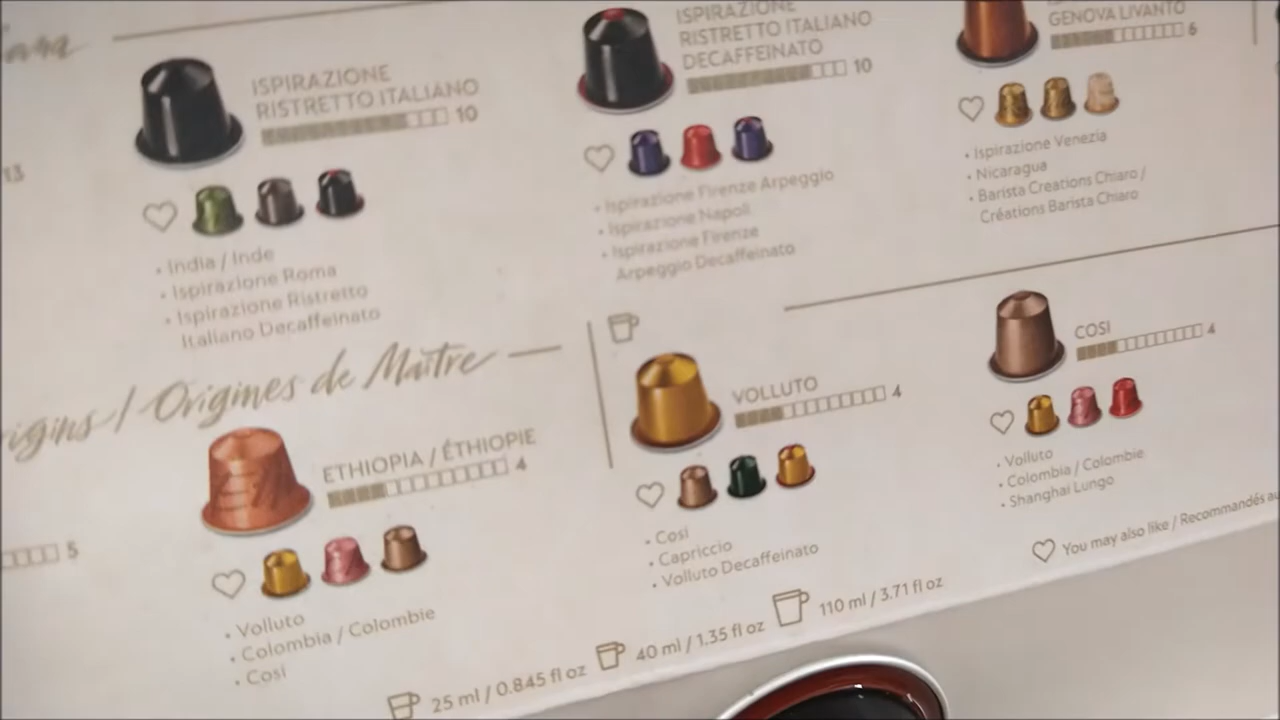 13
ISPIRAZIONE
RISTRETTO ITALIANO
10
• India / Inde
• Ispirazione Roma
• Ispirazione Ristretto
Italiano Decaffeinato
ISPIRAZIONE
RISTRETTO ITALIANO
DECAFFEINATO
10
• Ispirazione Firenze Arpeggio
• Ispirazione Napoli
• Ispirazione Firenze
Arpeggio Decaffeinato
GENOVA LIVANTO
6
• Ispirazione Venezia
• Nicaragua
• Barista Creations Chiaro /
Créations Barista Chiaro
/ Origines de Maître
5
ETHIOPIA / ÉTHIOPIE
4
• Volluto
• Colombia / Colombie
• Cosi
VOLLUTO
4
• Cosi
• Capriccio
• Volluto Decaffeinato
COSI
4
• Volluto
• Colombia / Colombie
• Shanghai Lungo
You may also like / Recommandés
25 ml / 0.845 fl oz 40 ml / 1.35 fl oz 110 ml / 3.71 fl oz